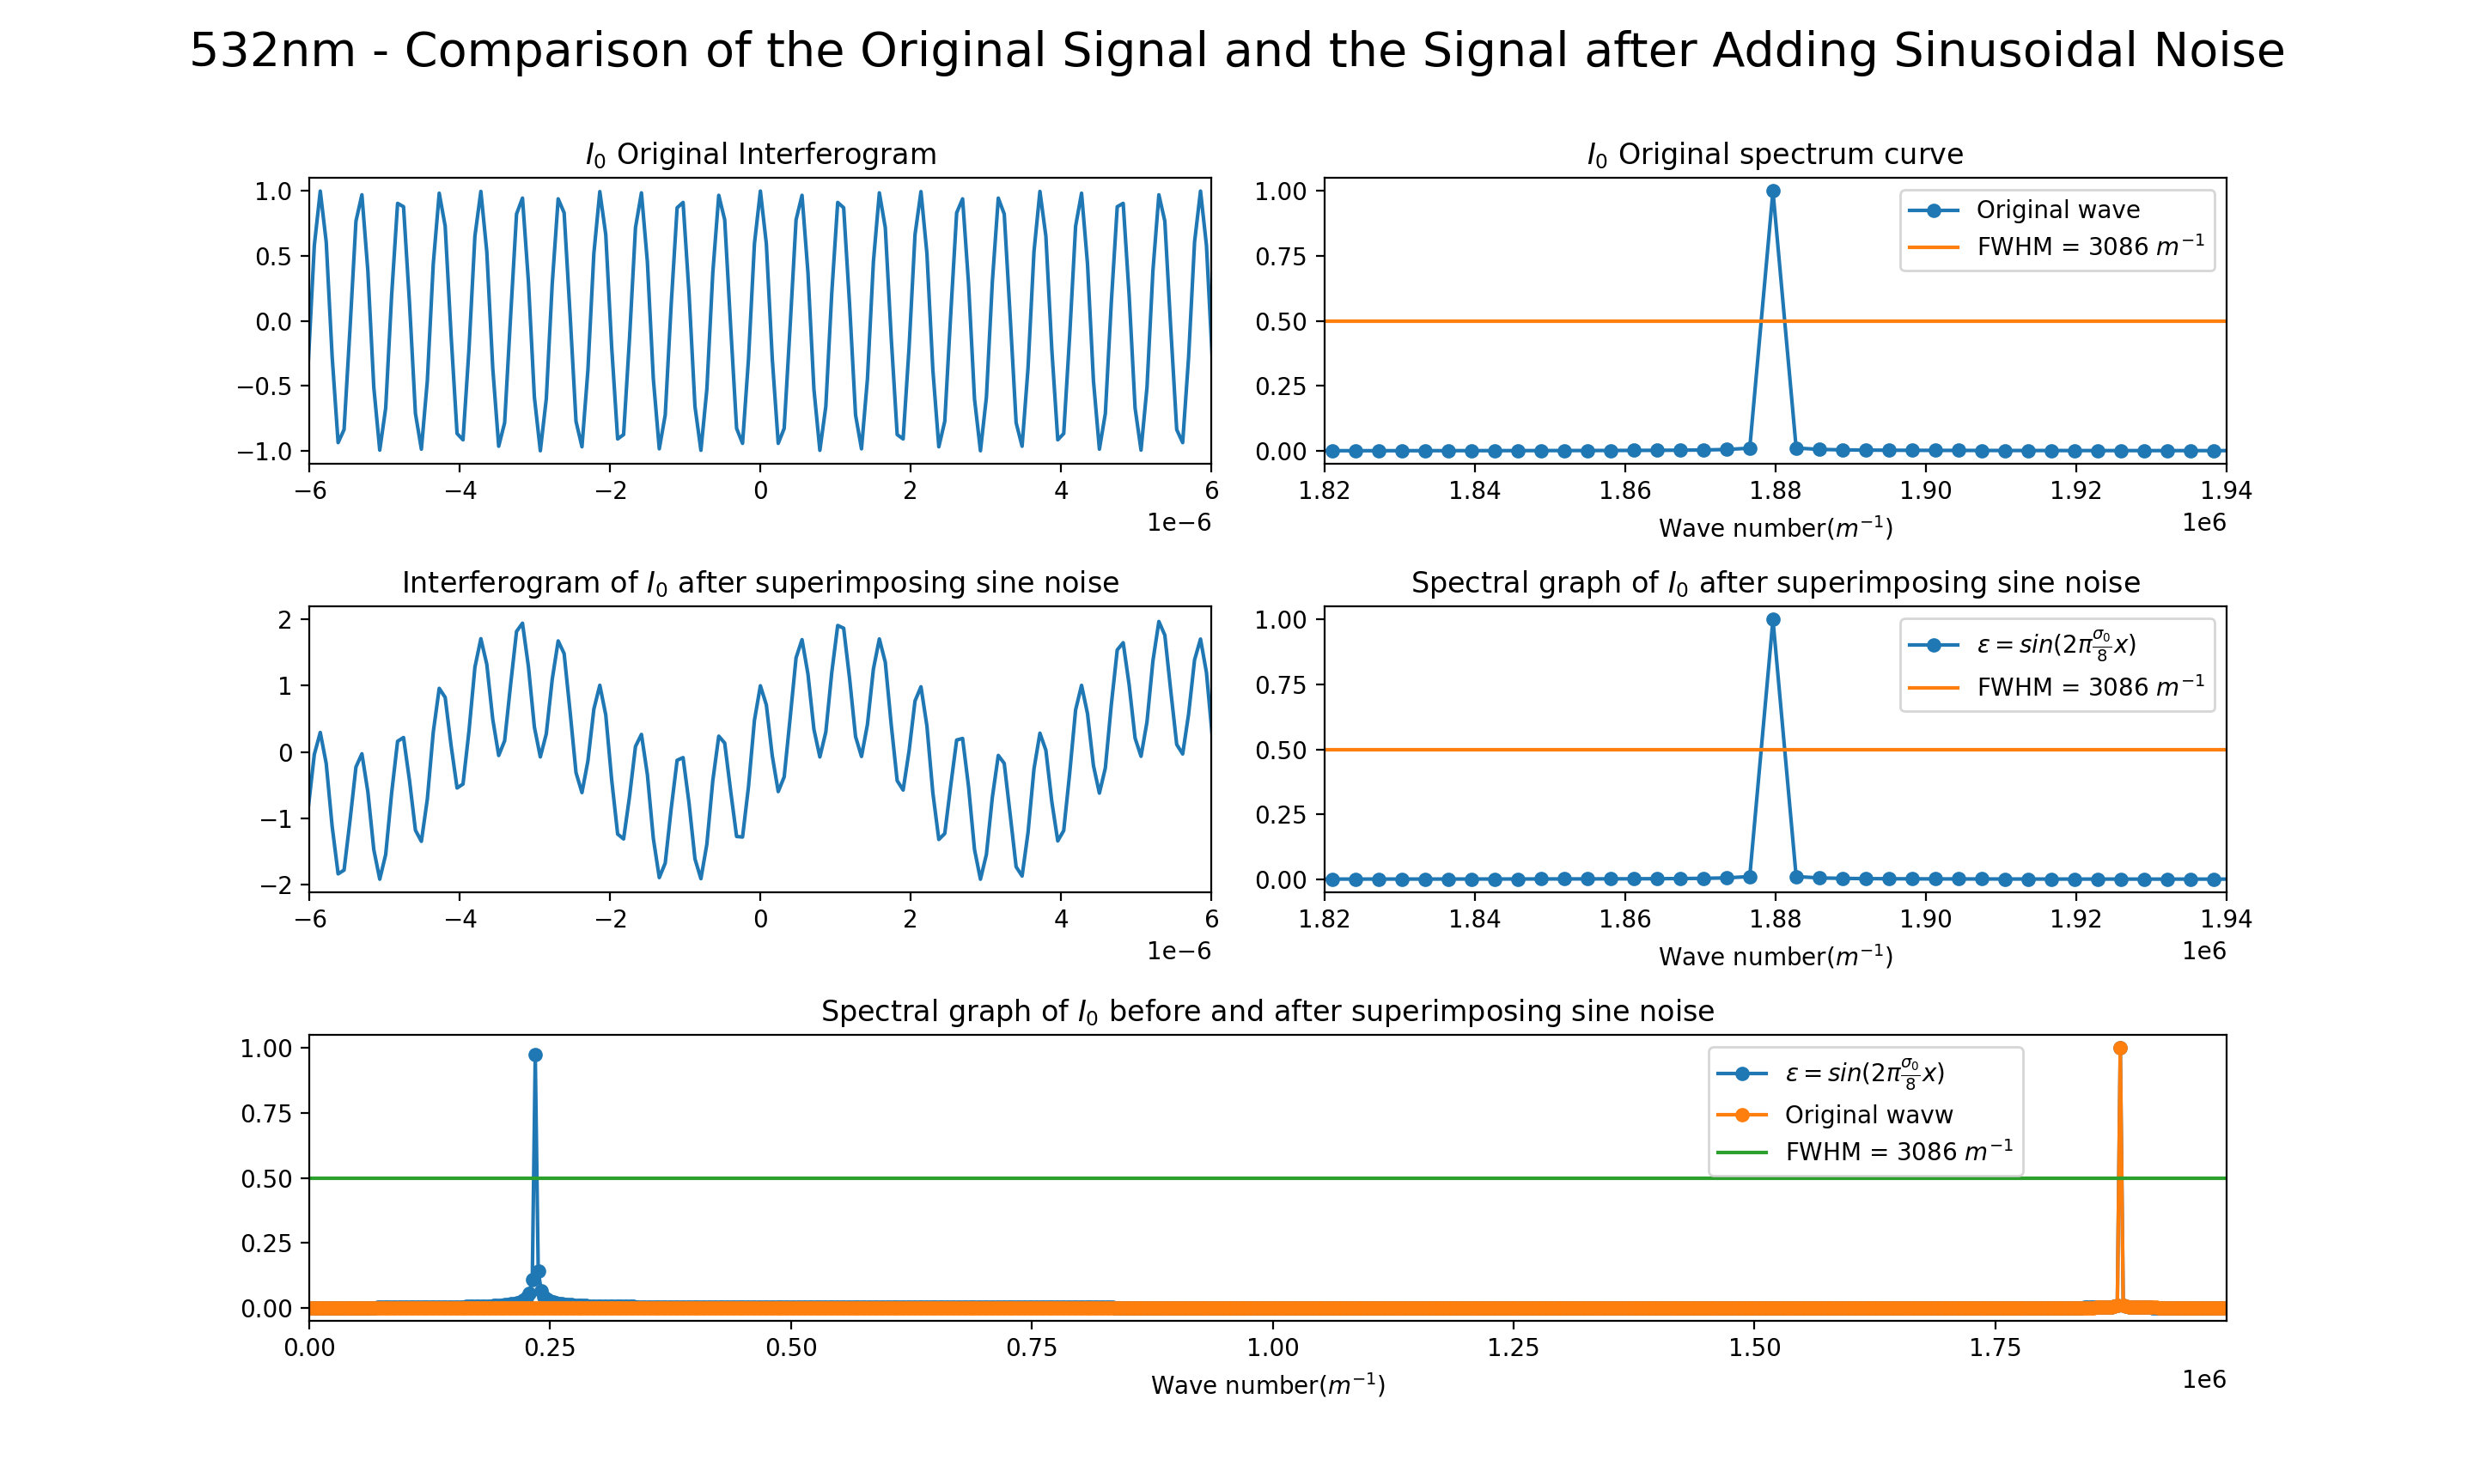 532nm - Comparison of the Original Signal and the Signal after Adding Sinusoidal Noise
I₀ Original Interferogram
1.0
0.5
0.0
−0.5
−1.0
−6 −4 −2 0 2 4 6
1e−6
I₀ Original spectrum curve
1.00
0.75
0.50
0.25
0.00
Original wave
FWHM = 3086 m⁻¹
1.82 1.84 1.86 1.88 1.90 1.92 1.94
Wave number(m⁻¹)
1e6
Interferogram of I₀ after superimposing sine noise
2
1
0
−1
−2
−6 −4 −2 0 2 4 6
1e−6
Spectral graph of I₀ after superimposing sine noise
1.00
0.75
0.50
0.25
0.00
ε = sin(2π σ₀/8 x)
FWHM = 3086 m⁻¹
1.82 1.84 1.86 1.88 1.90 1.92 1.94
Wave number(m⁻¹)
1e6
Spectral graph of I₀ before and after superimposing sine noise
1.00
0.75
0.50
0.25
0.00
ε = sin(2π σ₀/8 x)
Original wavw
FWHM = 3086 m⁻¹
0.00 0.25 0.50 0.75 1.00 1.25 1.50 1.75
Wave number(m⁻¹)
1e6